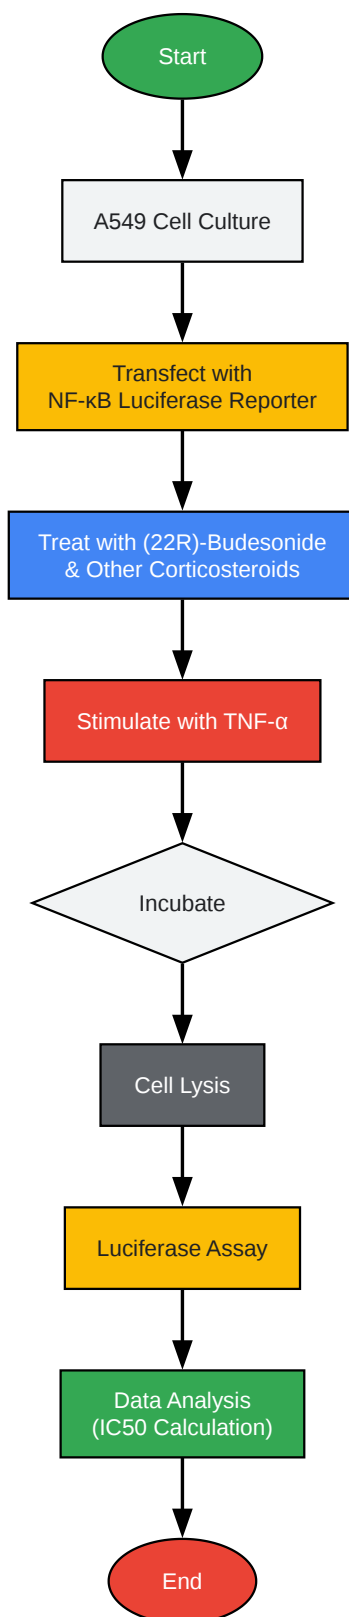 Start
A549 Cell Culture
Transfect with
NF-κB Luciferase Reporter
Treat with (22R)-Budesonide
& Other Corticosteroids
Stimulate with TNF-α
Incubate
Cell Lysis
Luciferase Assay
Data Analysis
(IC50 Calculation)
End